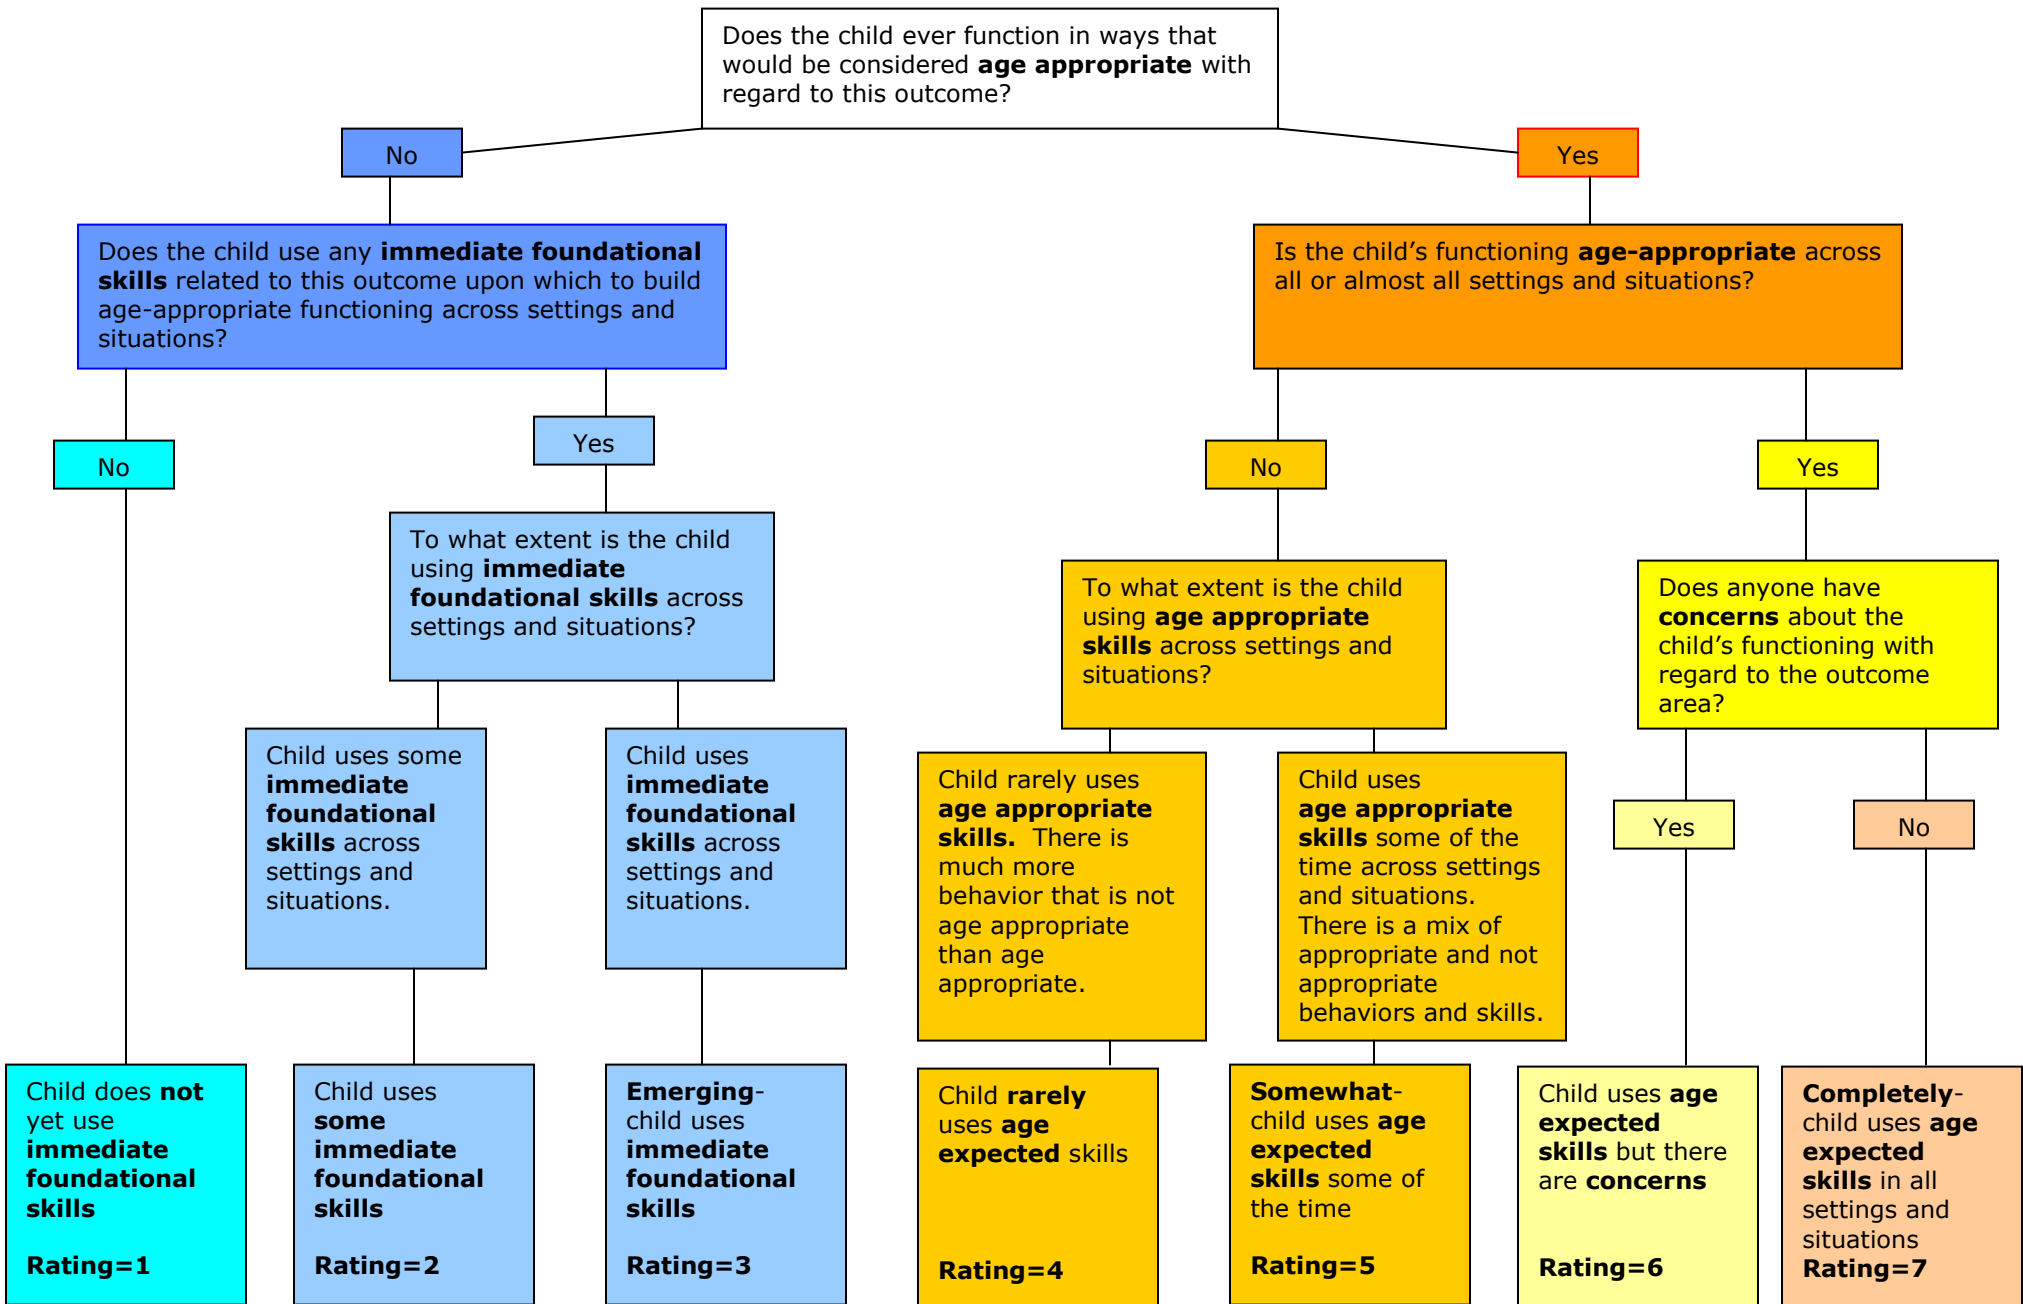 Does the child ever function in ways that
would be considered age appropriate with
regard to this outcome?
No
Yes
Does the child use any immediate foundational
skills related to this outcome upon which to build
age-appropriate functioning across settings and
situations?
Is the child’s functioning age-appropriate across
all or almost all settings and situations?
No
Yes
No
Yes
To what extent is the child
using immediate
foundational skills across
settings and situations?
To what extent is the child
using age appropriate
skills across settings and
situations?
Does anyone have
concerns about the
child’s functioning with
regard to the outcome
area?
Child uses some
immediate
foundational
skills across
settings and
situations.
Child uses
immediate
foundational
skills across
settings and
situations.
Child rarely uses
age appropriate
skills. There is
much more
behavior that is not
age appropriate
than age
appropriate.
Child uses
age appropriate
skills some of the
time across settings
and situations.
There is a mix of
appropriate and not
appropriate
behaviors and skills.
Yes
No
Child does not
yet use
immediate
foundational
skills
Rating=1
Child uses
some
immediate
foundational
skills
Rating=2
Emerging-
child uses
immediate
foundational
skills
Rating=3
Child rarely
uses age
expected skills
Rating=4
Somewhat-
child uses age
expected
skills some of
the time
Rating=5
Child uses age
expected
skills but there
are concerns
Rating=6
Completely-
child uses age
expected
skills in all
settings and
situations
Rating=7